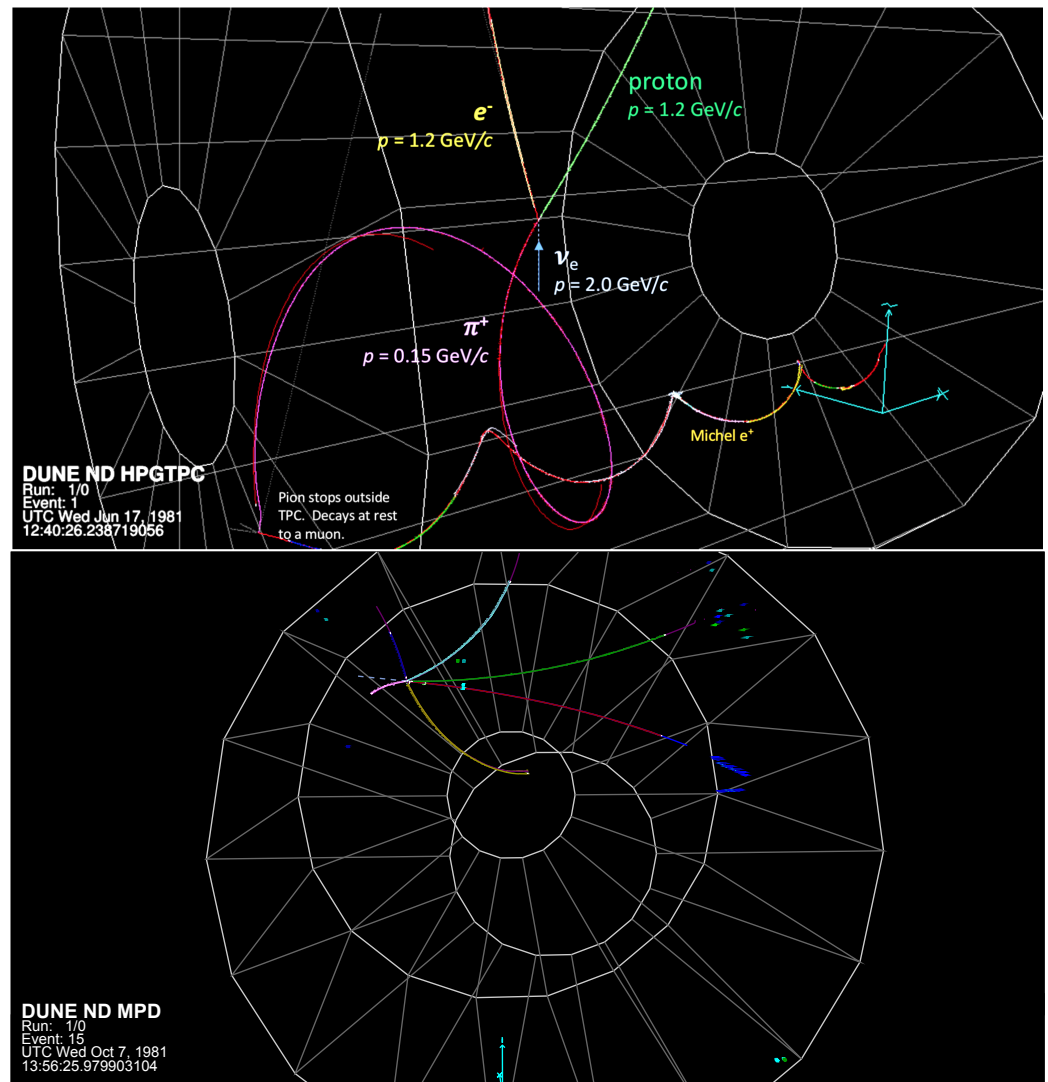 e-
p = 1.2 GeV/c
proton
p = 1.2 GeV/c
νe
p = 2.0 GeV/c
π+
p = 0.15 GeV/c
Michel e+
DUNE ND HPGTPC
Run: 1/0
Event: 1
UTC Wed Jun 17, 1981
12:40:26.238719056
Pion stops outside
TPC. Decays at rest
to a muon.
DUNE ND MPD
Run: 1/0
Event: 15
UTC Wed Oct 7, 1981
13:56:25.979903104